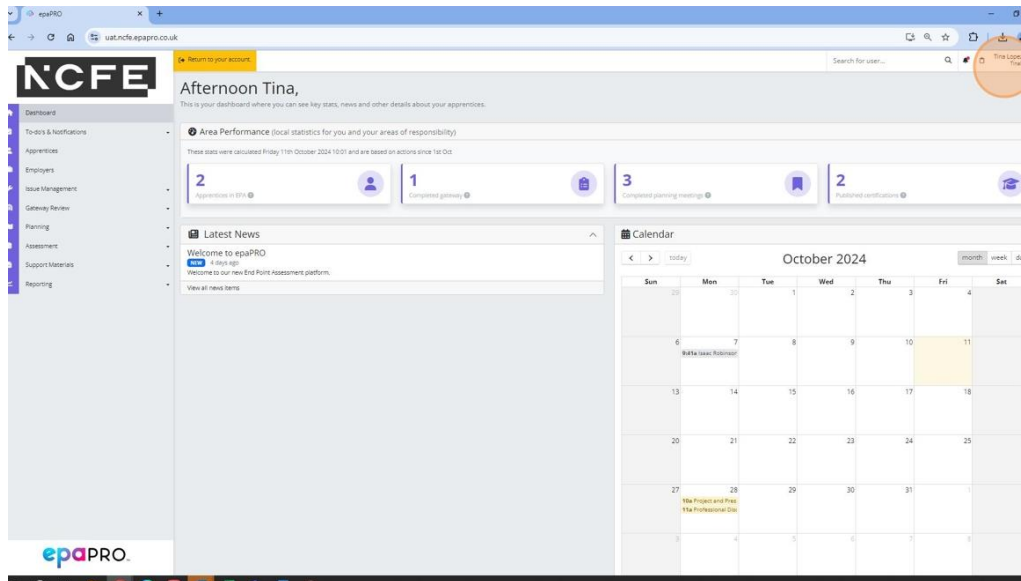 epaPRO
uat.ncfe.epapro.co.uk
NCFE
Return to your account.
Search for user...
Tina Lopez
Tina
Afternoon Tina,
This is your dashboard where you can see key stats, news and other details about your apprentices.
Dashboard
To-do's & Notifications
Apprentices
Employers
Issue Management
Gateway Review
Planning
Assessment
Support Materials
Reporting
Area Performance (local statistics for you and your areas of responsibility)
These stats were calculated Friday 11th October 2024 10:01 and are based on actions since 1st Oct
2
Apprentices in EPA
1
Completed gateway
3
Completed planning meetings
2
Published certifications
Latest News
Welcome to epaPRO
NEW 4 days ago
Welcome to our new End Point Assessment platform.
View all news items
Calendar
today October 2024 month week
Sun Mon Tue Wed Thu Fri Sat
29 30 1 2 3 4
6 7 8 9 10 11
9:41a Isaac Robinson
13 14 15 16 17 18
20 21 22 23 24 25
27 28 29 30 31 1
10a Project and Pres
11a Professional Disc
3 4 5 6 7 8
epaPRO